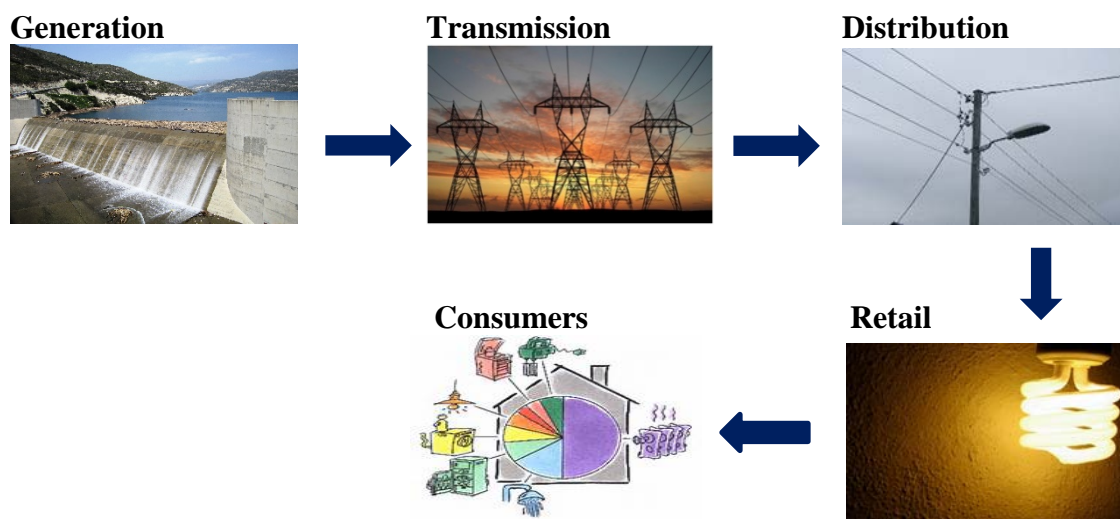 Generation
Transmission
Distribution
Retail
Consumers